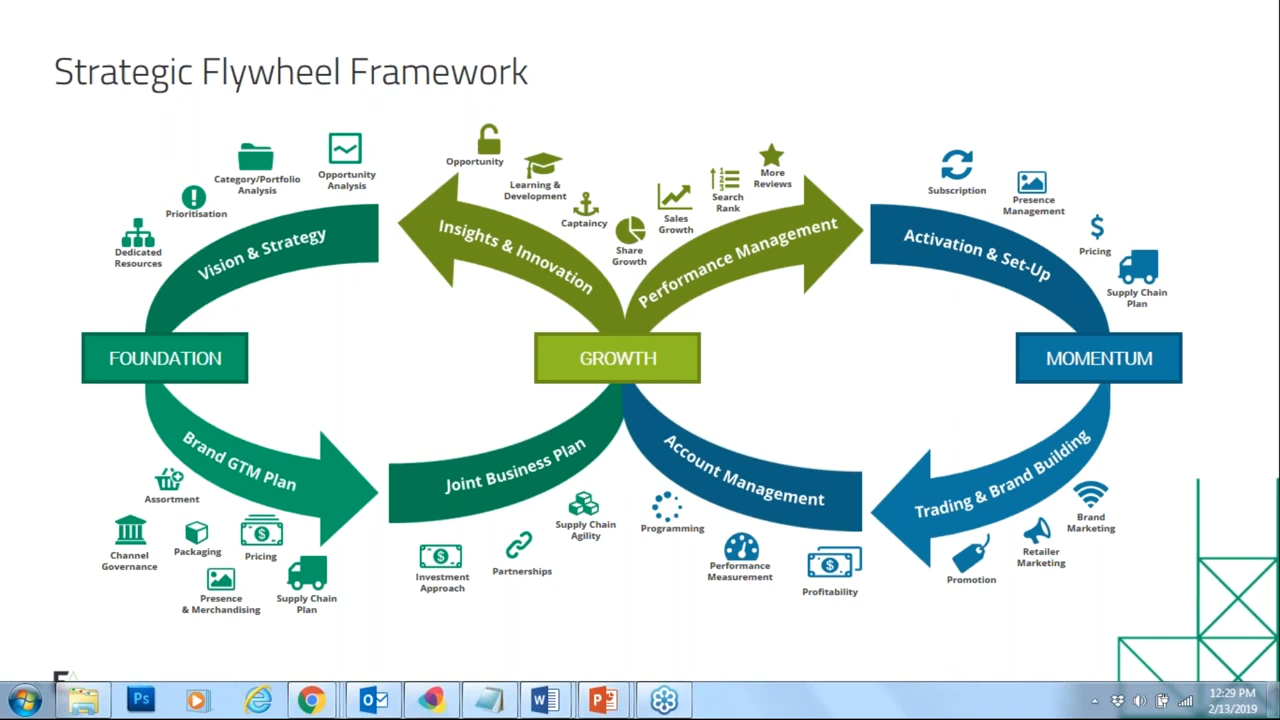 Strategic Flywheel Framework
Dedicated
Resources
Prioritisation
Category/Portfolio
Analysis
Opportunity
Analysis
Vision & Strategy
Opportunity
Learning &
Development
Captaincy
Share
Growth
Insights & Innovation
Sales
Growth
Search
Rank
More
Reviews
Performance Management
Subscription
Presence
Management
Pricing
Supply Chain
Plan
Activation & Set-Up
FOUNDATION
GROWTH
MOMENTUM
Brand GTM Plan
Assortment
Channel
Governance
Packaging
Pricing
Presence
& Merchandising
Supply Chain
Plan
Joint Business Plan
Investment
Approach
Partnerships
Supply Chain
Agility
Account Management
Programming
Performance
Measurement
Profitability
Trading & Brand Building
Promotion
Retailer
Marketing
Brand
Marketing
12:29 PM
2/13/2019